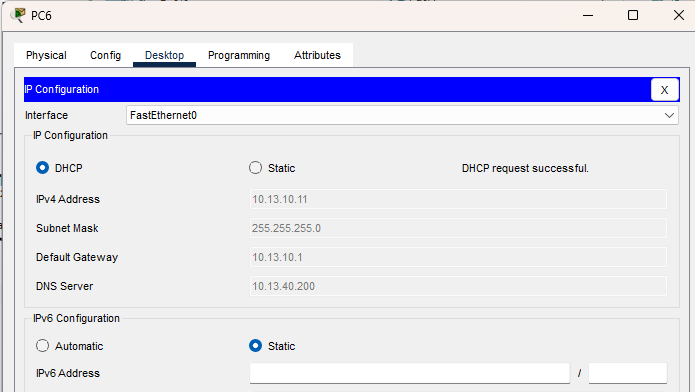 PC6
Physical Config Desktop Programming Attributes
IP Configuration X
Interface FastEthernet0
IP Configuration
DHCP Static DHCP request successful.
IPv4 Address 10.13.10.11
Subnet Mask 255.255.255.0
Default Gateway 10.13.10.1
DNS Server 10.13.40.200
IPv6 Configuration
Automatic Static
IPv6 Address /